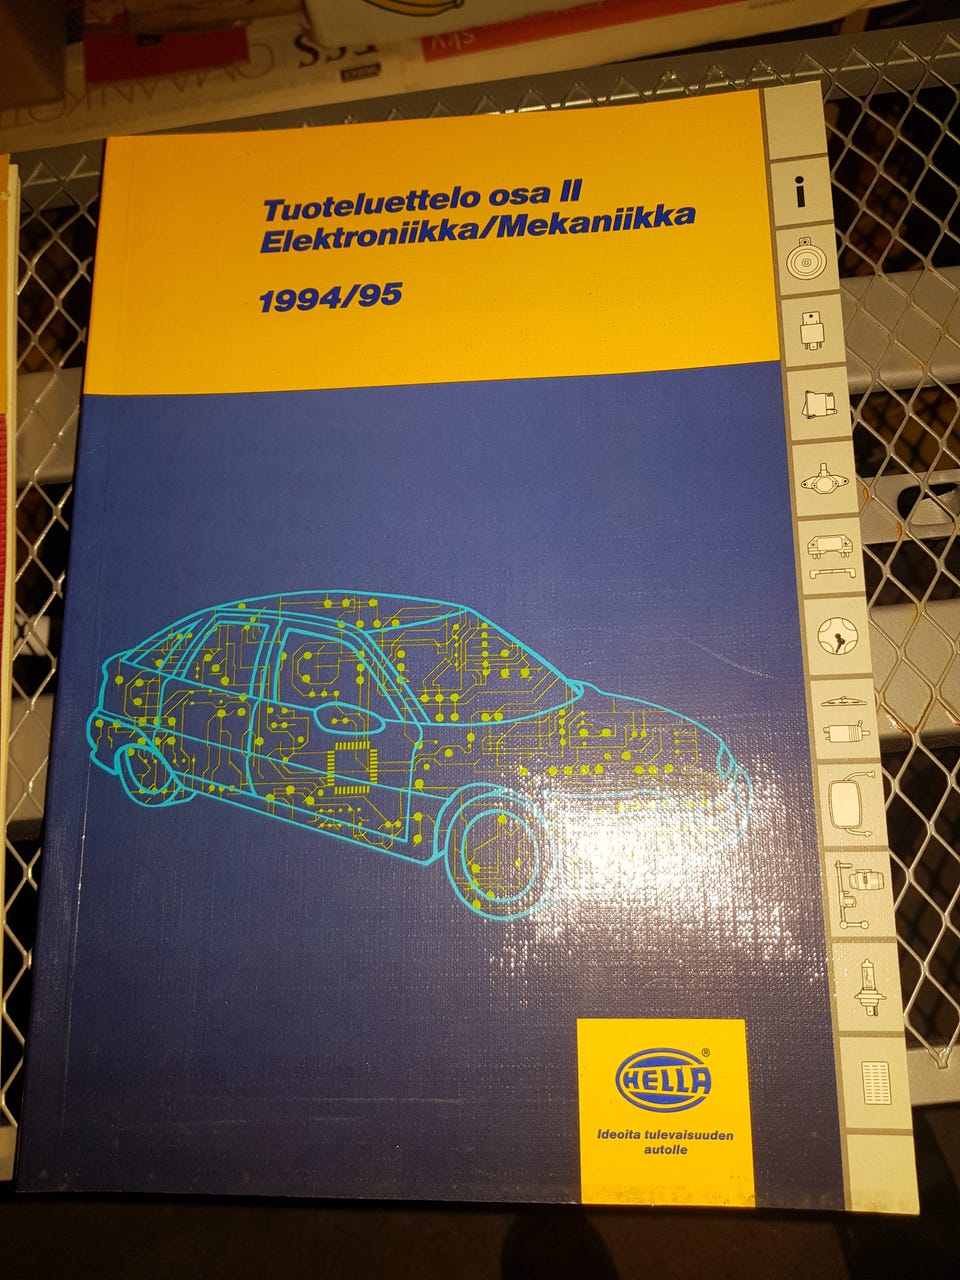 Tuoteluettelo osa II
Elektroniikka/Mekaniikka
1994/95
i
HELLA®
Ideoita tulevaisuuden
autolle